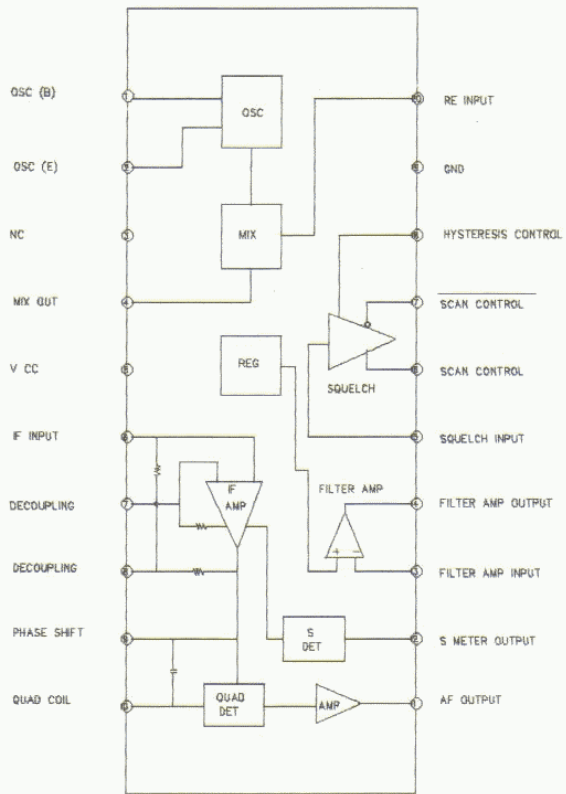 OSC (B)
OSC (E)
NC
MIX OUT
V CC
IF INPUT
DECOUPLING
DECOUPLING
PHASE SHIFT
QUAD COIL
OSC
MIX
REG
SQUELCH
IF
AMP
FILTER AMP
+ −
S
DET
QUAD
DET
AMP
RE INPUT
GND
HYSTERESIS CONTROL
SCAN CONTROL
SCAN CONTROL
SQUELCH INPUT
FILTER AMP OUTPUT
FILTER AMP INPUT
S METER OUTPUT
AF OUTPUT